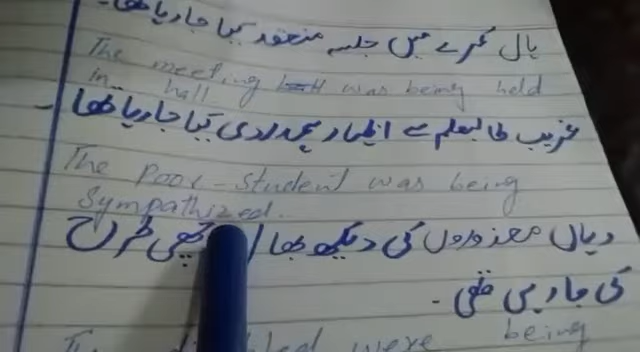 ہال کمرے میں جلسہ منعقد کیا جا رہا تھا۔
The meeting was being held
in hall
غریب طالبعلم سے اظہار ہمدردی کیا جا رہا تھا۔
The poor student was being
Sympathized.
معذوروں کی دیکھ بھال طرح
کی جا رہی تھی۔
were being